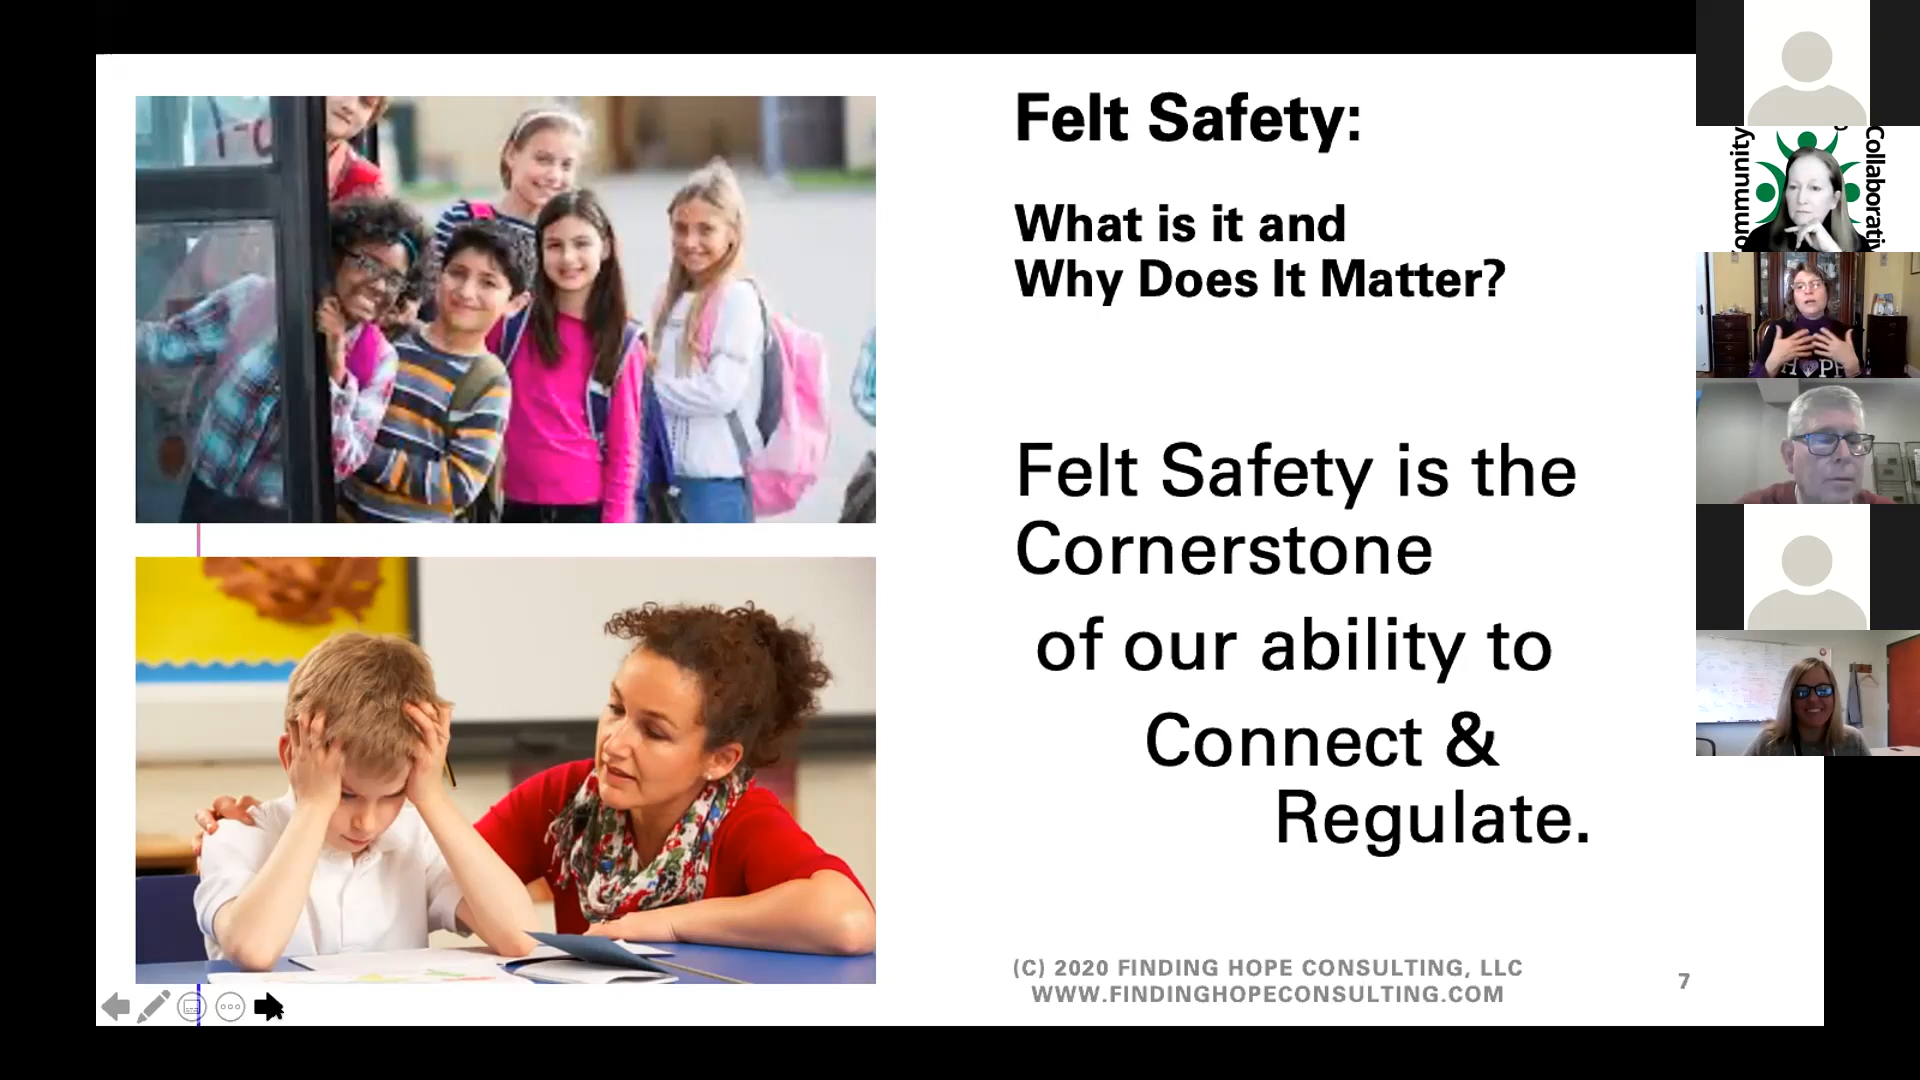 Felt Safety:
What is it and
Why Does It Matter?
Felt Safety is the
Cornerstone
of our ability to
Connect &
Regulate.
(C) 2020 FINDING HOPE CONSULTING, LLC
WWW.FINDINGHOPECONSULTING.COM
7